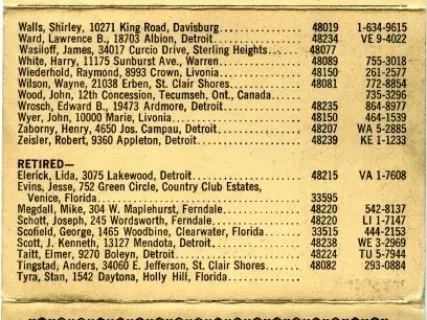 Walls, Shirley, 10271 King Road, Davisburg................ 48019 1-634-9615
Ward, Lawrence B., 18703 Albion, Detroit................ 48234 VE 9-4022
Wasiloff, James, 34017 Curcio Drive, Sterling Heights...... 48077
White, Harry, 11175 Sunburst Ave., Warren................ 48089 755-3018
Wiederhold, Raymond, 8993 Crown, Livonia................ 48150 261-2577
Wilson, Wayne, 21038 Erben, St. Clair Shores................ 48081 772-8854
Wood, John, 12th Concession, Tecumseh, Ont., Canada...... 735-3296
Wrosch, Edward B., 19473 Ardmore, Detroit................ 48235 864-8977
Wyer, John, 10000 Marie, Livonia................ 48150 464-1539
Zaborny, Henry, 4650 Jos. Campau, Detroit................ 48207 WA 5-2885
Zeisler, Robert, 9360 Appleton, Detroit................ 48239 KE 1-1233
RETIRED—
Elerick, Lida, 3075 Lakewood, Detroit................ 48215 VA 1-7608
Evins, Jesse, 752 Green Circle, Country Club Estates,
Venice, Florida................ 33595
Megdall, Mike, 304 W. Maplehurst, Ferndale................ 48220 542-8137
Schott, Joseph, 245 Wordsworth, Ferndale................ 48220 LI 1-7147
Scofield, George, 1465 Woodbine, Clearwater, Florida...... 33515 444-2153
Scott, J. Kenneth, 13127 Mendota, Detroit................ 48238 WE 3-2969
Taitt, Elmer, 9270 Boleyn, Detroit................ 48224 TU 5-7944
Tingstad, Anders, 34060 E. Jefferson, St. Clair Shores...... 48082 293-0884
Tyra, Stan, 1542 Daytona, Holly Hill, Florida................